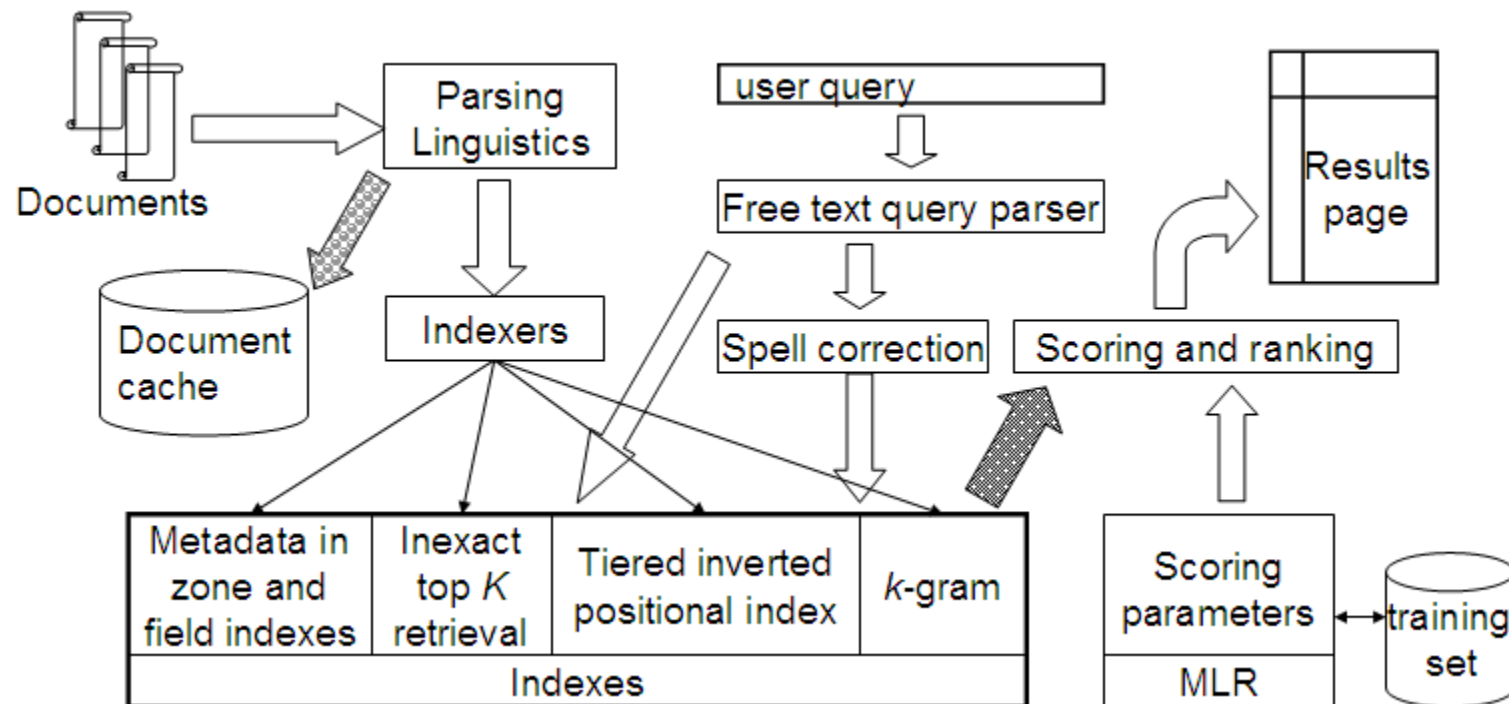 Documents
Parsing
Linguistics
user query
Free text query parser
Results
page
Document
cache
Indexers
Spell correction
Scoring and ranking
Metadata in
zone and
field indexes
Inexact
top K
retrieval
Tiered inverted
positional index
k-gram
Indexes
Scoring
parameters
MLR
training
set